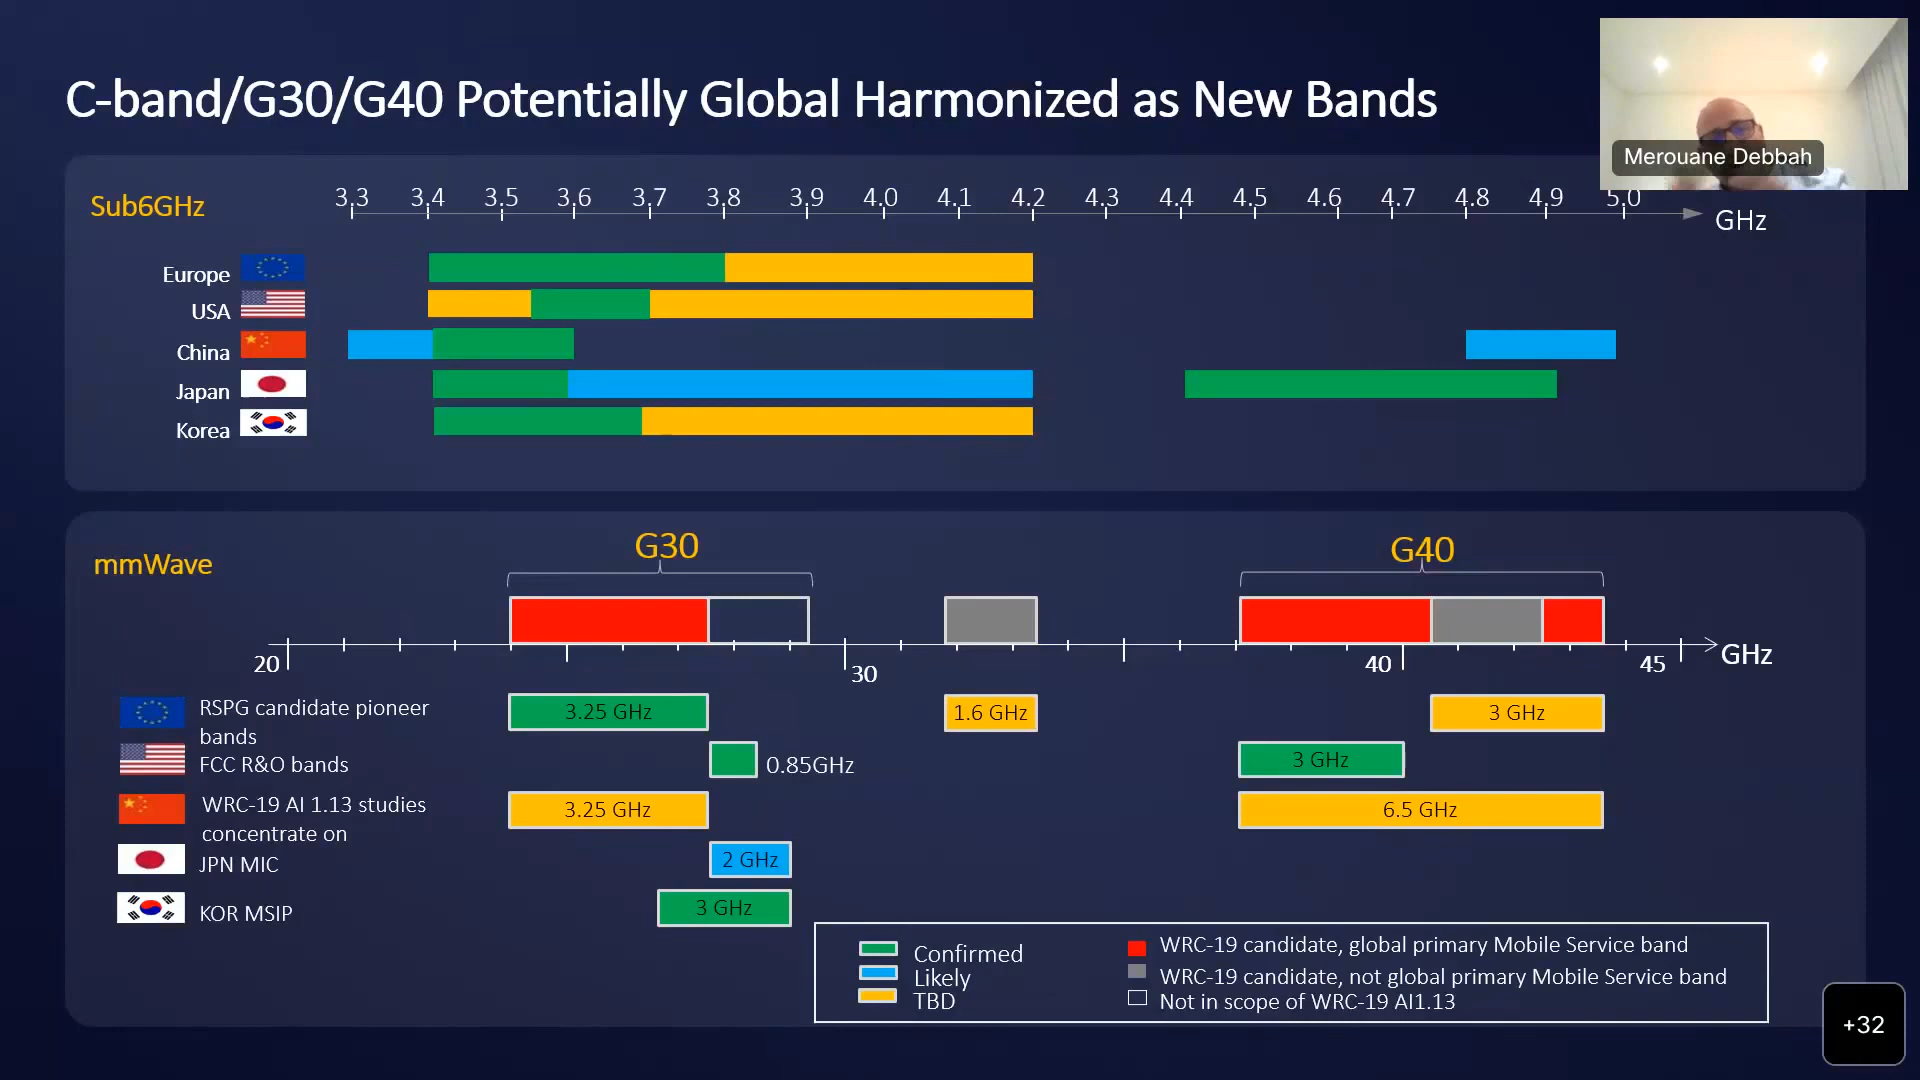 C-band/G30/G40 Potentially Global Harmonized as New Bands
Merouane Debbah
Sub6GHz
3.3 3.4 3.5 3.6 3.7 3.8 3.9 4.0 4.1 4.2 4.3 4.4 4.5 4.6 4.7 4.8 4.9 5.0
GHz
Europe
USA
China
Japan
Korea
mmWave
G30 G40
20 30 40 45 GHz
RSPG candidate pioneer
bands
3.25 GHz 1.6 GHz 3 GHz
FCC R&O bands 0.85GHz 3 GHz
WRC-19 AI 1.13 studies
concentrate on
3.25 GHz 6.5 GHz
JPN MIC 2 GHz
KOR MSIP 3 GHz
Confirmed
Likely
TBD
WRC-19 candidate, global primary Mobile Service band
WRC-19 candidate, not global primary Mobile Service band
Not in scope of WRC-19 AI1.13
+32